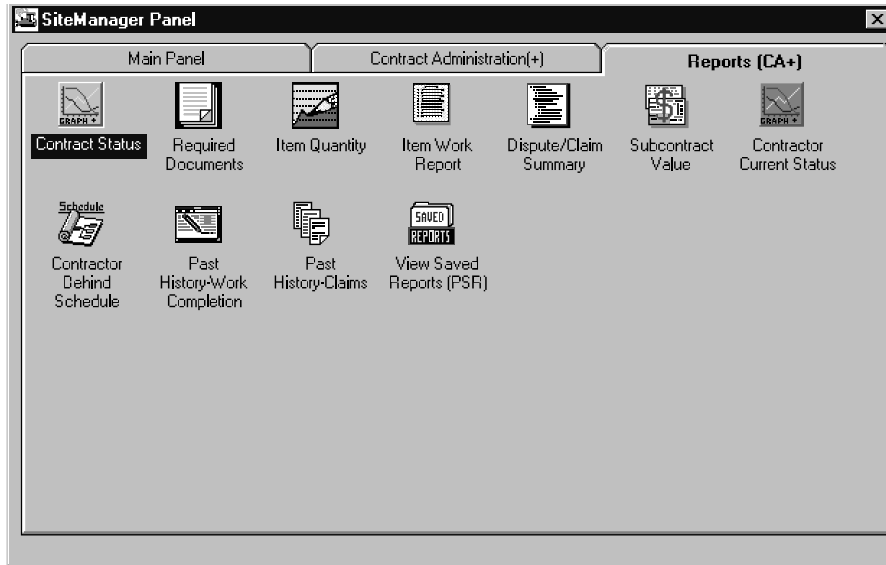 SiteManager Panel
Main Panel
Contract Administration(+)
Reports (CA+)
GRAPH +
Contract Status
Required
Documents
Item Quantity
Item Work
Report
Dispute/Claim
Summary
$
Subcontract
Value
GRAPH +
Contractor
Current Status
Schedule
Contractor
Behind
Schedule
Past
History-Work
Completion
Past
History-Claims
SAVED
REPORTS
View Saved
Reports (PSR)